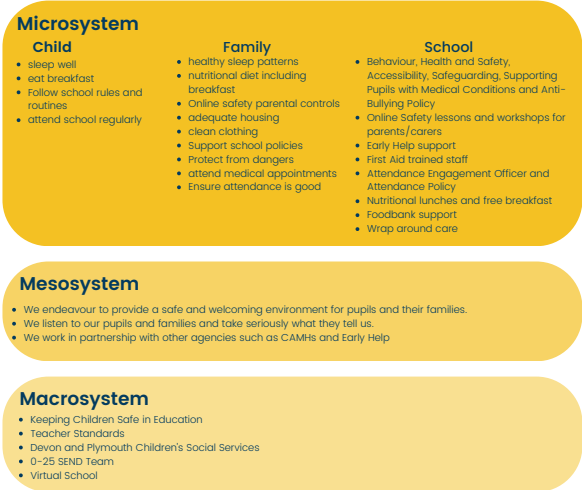 Microsystem
Child
sleep well
eat breakfast
Follow school rules and
routines
attend school regularly
Family
healthy sleep patterns
nutritional diet including
breakfast
Online safety parental controls
adequate housing
clean clothing
Support school policies
Protect from dangers
attend medical appointments
Ensure attendance is good
School
Behaviour, Health and Safety,
Accessibility, Safeguarding, Supporting
Pupils with Medical Conditions and Anti-
Bullying Policy
Online Safety lessons and workshops for
parents/carers
Early Help support
First Aid trained staff
Attendance Engagement Officer and
Attendance Policy
Nutritional lunches and free breakfast
Foodbank support
Wrap around care
Mesosystem
We endeavour to provide a safe and welcoming environment for pupils and their families.
We listen to our pupils and families and take seriously what they tell us.
We work in partnership with other agencies such as CAMHs and Early Help
Macrosystem
Keeping Children Safe in Education
Teacher Standards
Devon and Plymouth Children's Social Services
0-25 SEND Team
Virtual School